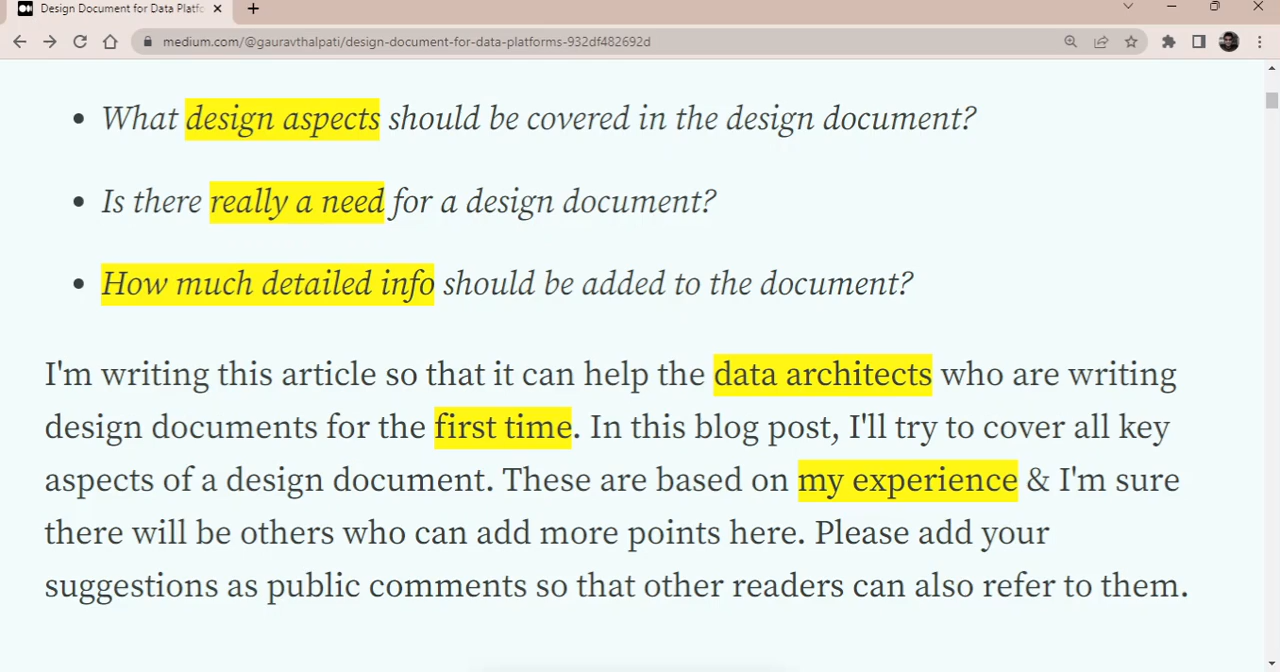 Design Document for Data Platfo
medium.com/@gauravthalpati/design-document-for-data-platforms-932df482692d
• What design aspects should be covered in the design document?
• Is there really a need for a design document?
• How much detailed info should be added to the document?
I'm writing this article so that it can help the data architects who are writing
design documents for the first time. In this blog post, I'll try to cover all key
aspects of a design document. These are based on my experience & I'm sure
there will be others who can add more points here. Please add your
suggestions as public comments so that other readers can also refer to them.